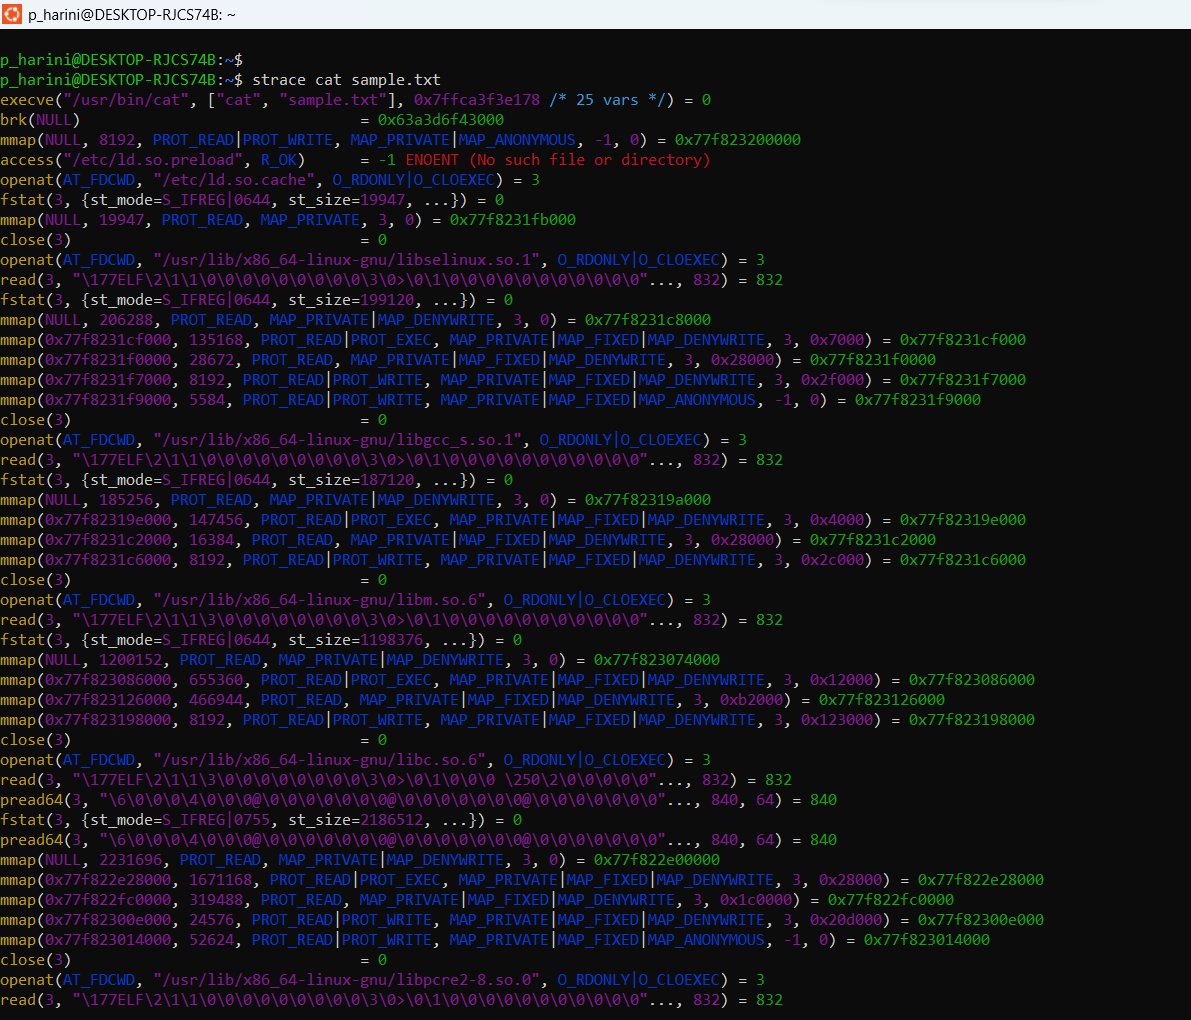 p_harini@DESKTOP-RJCS74B: ~
p_harini@DESKTOP-RJCS74B:~$
p_harini@DESKTOP-RJCS74B:~$ strace cat sample.txt
execve("/usr/bin/cat", ["cat", "sample.txt"], 0x7ffca3f3e178 /* 25 vars */) = 0
brk(NULL)                               = 0x63a3d6f43000
mmap(NULL, 8192, PROT_READ|PROT_WRITE, MAP_PRIVATE|MAP_ANONYMOUS, -1, 0) = 0x77f823200000
access("/etc/ld.so.preload", R_OK)      = -1 ENOENT (No such file or directory)
openat(AT_FDCWD, "/etc/ld.so.cache", O_RDONLY|O_CLOEXEC) = 3
fstat(3, {st_mode=S_IFREG|0644, st_size=19947, ...}) = 0
mmap(NULL, 19947, PROT_READ, MAP_PRIVATE, 3, 0) = 0x77f8231fb000
close(3)                                = 0
openat(AT_FDCWD, "/usr/lib/x86_64-linux-gnu/libselinux.so.1", O_RDONLY|O_CLOEXEC) = 3
read(3, "\177ELF\2\1\1\0\0\0\0\0\0\0\0\0\3\0>\0\1\0\0\0\0\0\0\0\0\0\0\0"..., 832) = 832
fstat(3, {st_mode=S_IFREG|0644, st_size=199120, ...}) = 0
mmap(NULL, 206288, PROT_READ, MAP_PRIVATE|MAP_DENYWRITE, 3, 0) = 0x77f8231c8000
mmap(0x77f8231cf000, 135168, PROT_READ|PROT_EXEC, MAP_PRIVATE|MAP_FIXED|MAP_DENYWRITE, 3, 0x7000) = 0x77f8231cf000
mmap(0x77f8231f0000, 28672, PROT_READ, MAP_PRIVATE|MAP_FIXED|MAP_DENYWRITE, 3, 0x28000) = 0x77f8231f0000
mmap(0x77f8231f7000, 8192, PROT_READ|PROT_WRITE, MAP_PRIVATE|MAP_FIXED|MAP_DENYWRITE, 3, 0x2f000) = 0x77f8231f7000
mmap(0x77f8231f9000, 5584, PROT_READ|PROT_WRITE, MAP_PRIVATE|MAP_FIXED|MAP_ANONYMOUS, -1, 0) = 0x77f8231f9000
close(3)                                = 0
openat(AT_FDCWD, "/usr/lib/x86_64-linux-gnu/libgcc_s.so.1", O_RDONLY|O_CLOEXEC) = 3
read(3, "\177ELF\2\1\1\0\0\0\0\0\0\0\0\0\3\0>\0\1\0\0\0\0\0\0\0\0\0\0\0"..., 832) = 832
fstat(3, {st_mode=S_IFREG|0644, st_size=187120, ...}) = 0
mmap(NULL, 185256, PROT_READ, MAP_PRIVATE|MAP_DENYWRITE, 3, 0) = 0x77f82319a000
mmap(0x77f82319e000, 147456, PROT_READ|PROT_EXEC, MAP_PRIVATE|MAP_FIXED|MAP_DENYWRITE, 3, 0x4000) = 0x77f82319e000
mmap(0x77f8231c2000, 16384, PROT_READ, MAP_PRIVATE|MAP_FIXED|MAP_DENYWRITE, 3, 0x28000) = 0x77f8231c2000
mmap(0x77f8231c6000, 8192, PROT_READ|PROT_WRITE, MAP_PRIVATE|MAP_FIXED|MAP_DENYWRITE, 3, 0x2c000) = 0x77f8231c6000
close(3)                                = 0
openat(AT_FDCWD, "/usr/lib/x86_64-linux-gnu/libm.so.6", O_RDONLY|O_CLOEXEC) = 3
read(3, "\177ELF\2\1\1\3\0\0\0\0\0\0\0\0\3\0>\0\1\0\0\0\0\0\0\0\0\0\0\0"..., 832) = 832
fstat(3, {st_mode=S_IFREG|0644, st_size=1198376, ...}) = 0
mmap(NULL, 1200152, PROT_READ, MAP_PRIVATE|MAP_DENYWRITE, 3, 0) = 0x77f823074000
mmap(0x77f823086000, 655360, PROT_READ|PROT_EXEC, MAP_PRIVATE|MAP_FIXED|MAP_DENYWRITE, 3, 0x12000) = 0x77f823086000
mmap(0x77f823126000, 466944, PROT_READ, MAP_PRIVATE|MAP_FIXED|MAP_DENYWRITE, 3, 0xb2000) = 0x77f823126000
mmap(0x77f823198000, 8192, PROT_READ|PROT_WRITE, MAP_PRIVATE|MAP_FIXED|MAP_DENYWRITE, 3, 0x123000) = 0x77f823198000
close(3)                                = 0
openat(AT_FDCWD, "/usr/lib/x86_64-linux-gnu/libc.so.6", O_RDONLY|O_CLOEXEC) = 3
read(3, "\177ELF\2\1\1\3\0\0\0\0\0\0\0\0\3\0>\0\1\0\0\0 \250\2\0\0\0\0\0"..., 832) = 832
pread64(3, "\6\0\0\0\4\0\0\0@\0\0\0\0\0\0\0@\0\0\0\0\0\0\0@\0\0\0\0\0\0\0"..., 840, 64) = 840
fstat(3, {st_mode=S_IFREG|0755, st_size=2186512, ...}) = 0
pread64(3, "\6\0\0\0\4\0\0\0@\0\0\0\0\0\0\0@\0\0\0\0\0\0\0@\0\0\0\0\0\0\0"..., 840, 64) = 840
mmap(NULL, 2231696, PROT_READ, MAP_PRIVATE|MAP_DENYWRITE, 3, 0) = 0x77f822e00000
mmap(0x77f822e28000, 1671168, PROT_READ|PROT_EXEC, MAP_PRIVATE|MAP_FIXED|MAP_DENYWRITE, 3, 0x28000) = 0x77f822e28000
mmap(0x77f822fc0000, 319488, PROT_READ, MAP_PRIVATE|MAP_FIXED|MAP_DENYWRITE, 3, 0x1c0000) = 0x77f822fc0000
mmap(0x77f82300e000, 24576, PROT_READ|PROT_WRITE, MAP_PRIVATE|MAP_FIXED|MAP_DENYWRITE, 3, 0x20d000) = 0x77f82300e000
mmap(0x77f823014000, 52624, PROT_READ|PROT_WRITE, MAP_PRIVATE|MAP_FIXED|MAP_ANONYMOUS, -1, 0) = 0x77f823014000
close(3)                                = 0
openat(AT_FDCWD, "/usr/lib/x86_64-linux-gnu/libpcre2-8.so.0", O_RDONLY|O_CLOEXEC) = 3
read(3, "\177ELF\2\1\1\0\0\0\0\0\0\0\0\0\3\0>\0\1\0\0\0\0\0\0\0\0\0\0\0"..., 832) = 832